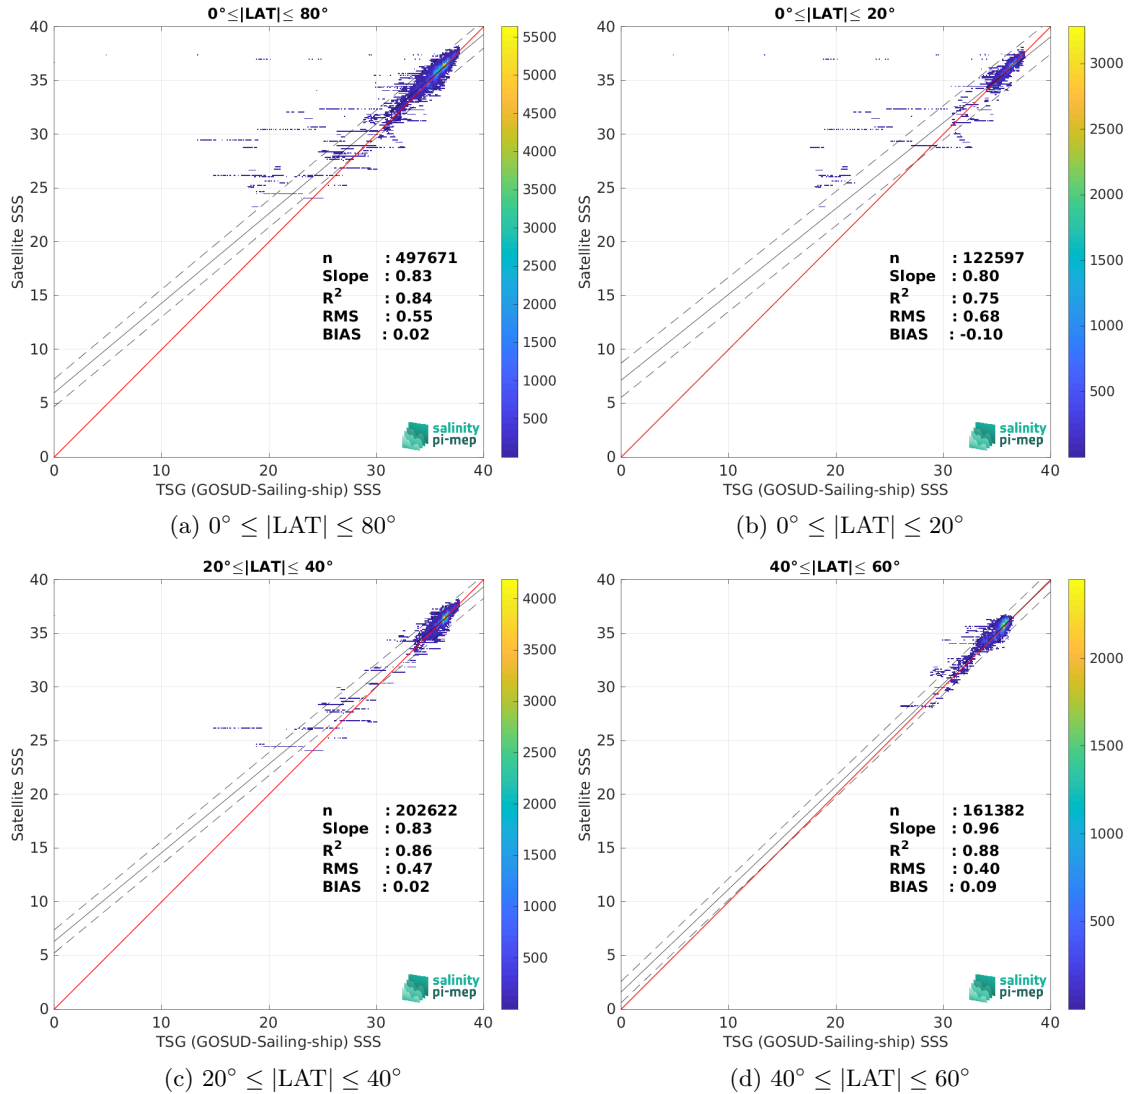 0°≤|LAT|≤ 80°
40
35
30
25
20
15
10
5
0
Satellite SSS
n : 497671
Slope : 0.83
R² : 0.84
RMS : 0.55
BIAS : 0.02
salinity
pi-mep
0 10 20 30 40
TSG (GOSUD-Sailing-ship) SSS
5500
5000
4500
4000
3500
3000
2500
2000
1500
1000
500
(a) 0° ≤ |LAT| ≤ 80°
0°≤|LAT|≤ 20°
40
35
30
25
20
15
10
5
0
Satellite SSS
n : 122597
Slope : 0.80
R² : 0.75
RMS : 0.68
BIAS : -0.10
salinity
pi-mep
0 10 20 30 40
TSG (GOSUD-Sailing-ship) SSS
3000
2500
2000
1500
1000
500
(b) 0° ≤ |LAT| ≤ 20°
20°≤|LAT|≤ 40°
40
35
30
25
20
15
10
5
0
Satellite SSS
n : 202622
Slope : 0.83
R² : 0.86
RMS : 0.47
BIAS : 0.02
salinity
pi-mep
0 10 20 30 40
TSG (GOSUD-Sailing-ship) SSS
4000
3500
3000
2500
2000
1500
1000
500
(c) 20° ≤ |LAT| ≤ 40°
40°≤|LAT|≤ 60°
40
35
30
25
20
15
10
5
0
Satellite SSS
n : 161382
Slope : 0.96
R² : 0.88
RMS : 0.40
BIAS : 0.09
salinity
pi-mep
0 10 20 30 40
TSG (GOSUD-Sailing-ship) SSS
2000
1500
1000
500
(d) 40° ≤ |LAT| ≤ 60°